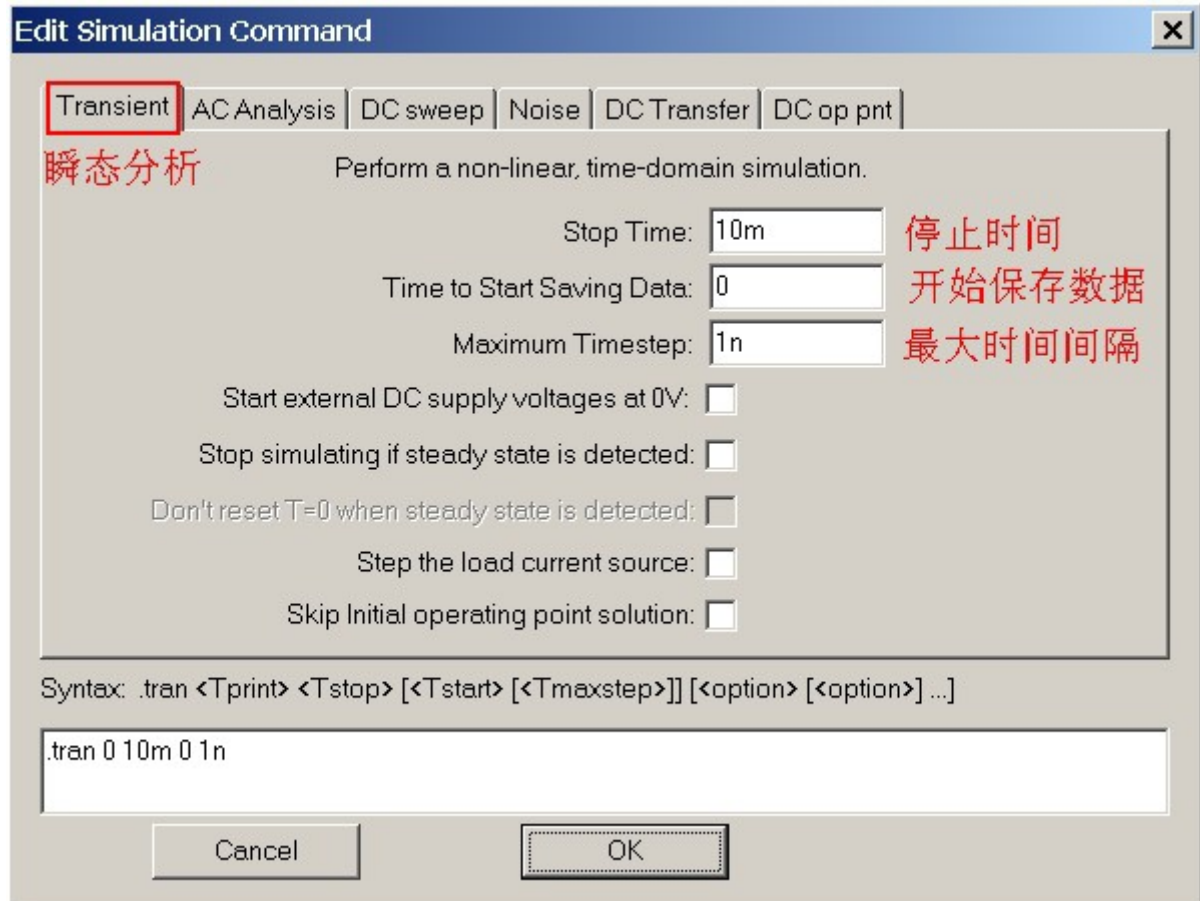 Edit Simulation Command
Transient AC Analysis DC sweep Noise DC Transfer DC op pnt
瞬态分析 Perform a non-linear, time-domain simulation.
Stop Time: 10m 停止时间
Time to Start Saving Data: 0 开始保存数据
Maximum Timestep: 1n 最大时间间隔
Start external DC supply voltages at 0V:
Stop simulating if steady state is detected:
Don't reset T=0 when steady state is detected:
Step the load current source:
Skip Initial operating point solution:
Syntax: .tran <Tprint> <Tstop> [<Tstart> [<Tmaxstep>]] [<option> [<option>] ...]
.tran 0 10m 0 1n
Cancel OK